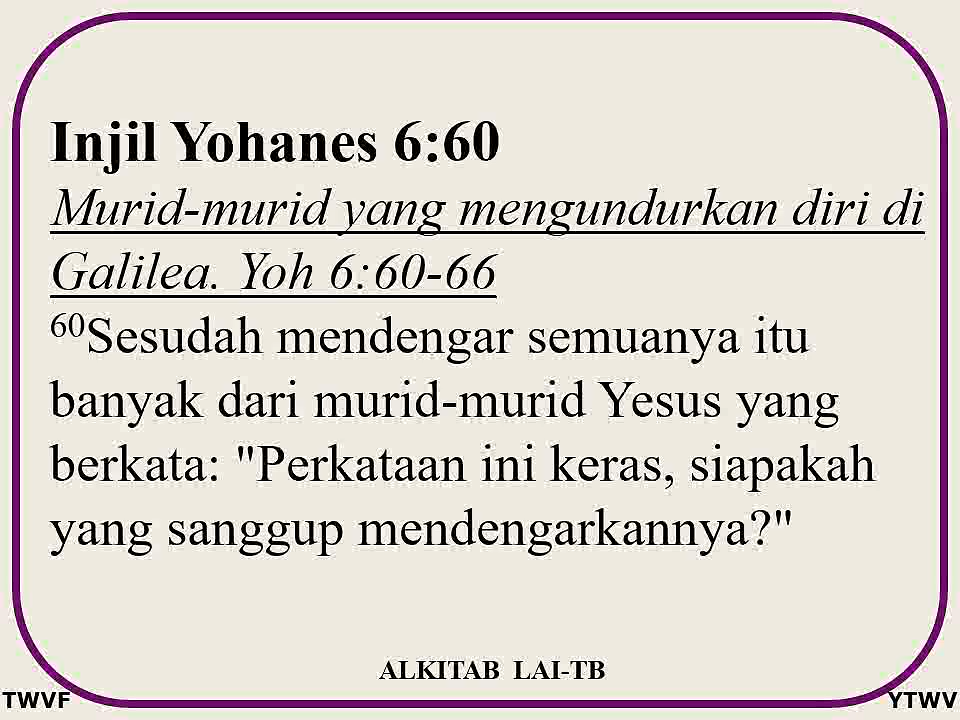 Injil Yohanes 6:60
Murid-murid yang mengundurkan diri di
Galilea. Yoh 6:60-66
60Sesudah mendengar semuanya itu
banyak dari murid-murid Yesus yang
berkata: "Perkataan ini keras, siapakah
yang sanggup mendengarkannya?"
ALKITAB LAI-TB
TWVF
YTWV